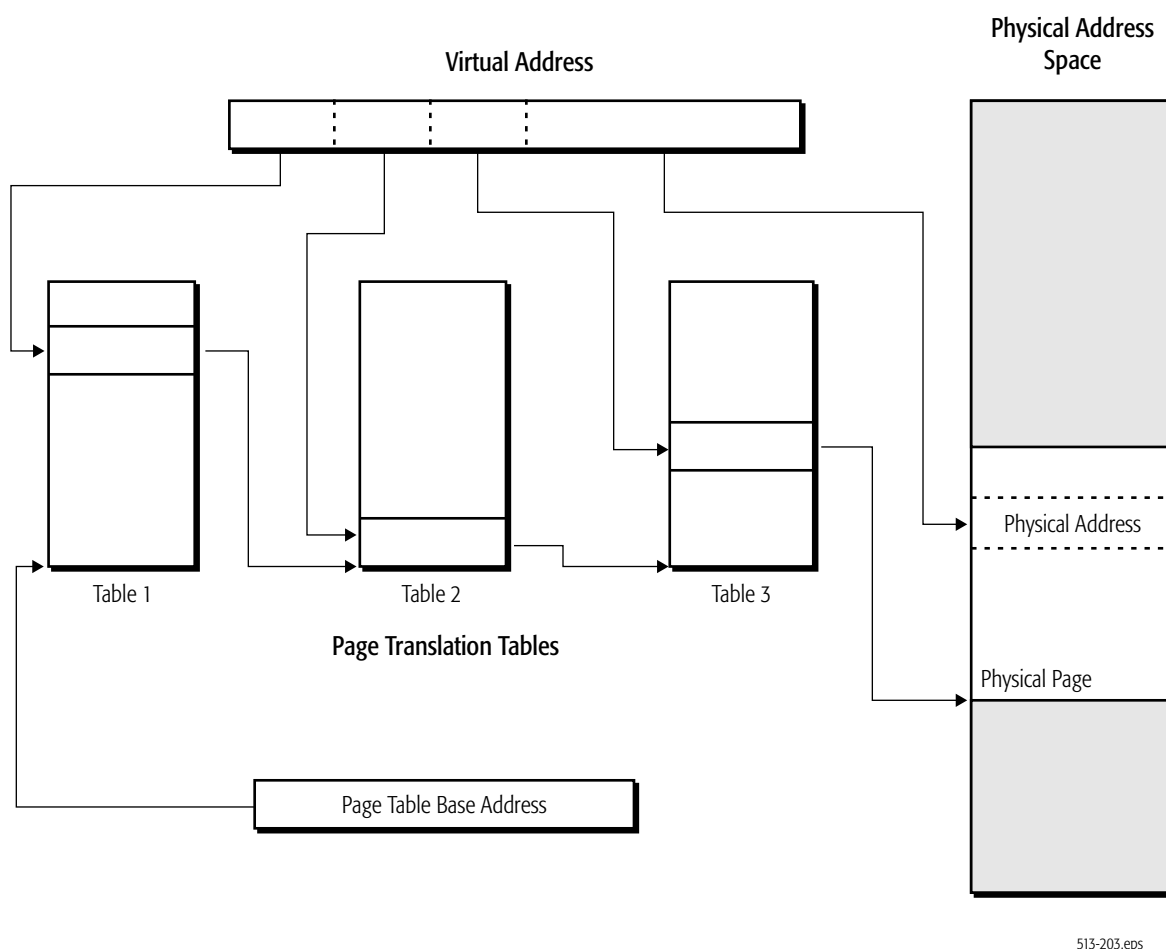 Physical Address
Space
Virtual Address
Physical Address
Table 1
Table 2
Table 3
Page Translation Tables
Physical Page
Page Table Base Address
513-203.eps